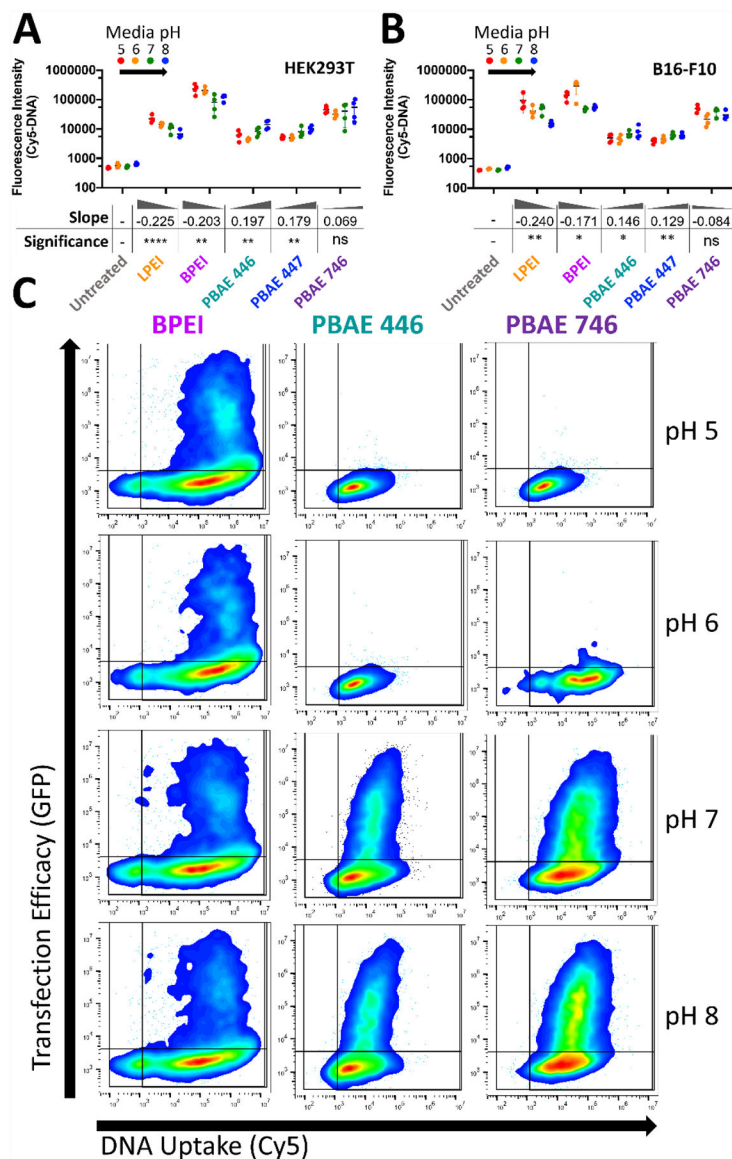 A
Media pH
5 6 7 8
HEK293T
Fluorescence Intensity
(Cy5-DNA)
1000000
100000
10000
1000
100
Slope - -0.225 -0.203 0.197 0.179 0.069
Significance - **** ** ** ** ns
Untreated LPEI BPEI PBAE 446 PBAE 447 PBAE 746
B
Media pH
5 6 7 8
B16-F10
Fluorescence Intensity
(Cy5-DNA)
1000000
100000
10000
1000
100
- -0.240 -0.171 0.146 0.129 -0.084
- ** * * ** ns
Untreated LPEI BPEI PBAE 446 PBAE 447 PBAE 746
C
BPEI PBAE 446 PBAE 746
pH 5
pH 6
pH 7
pH 8
Transfection Efficacy (GFP)
DNA Uptake (Cy5)